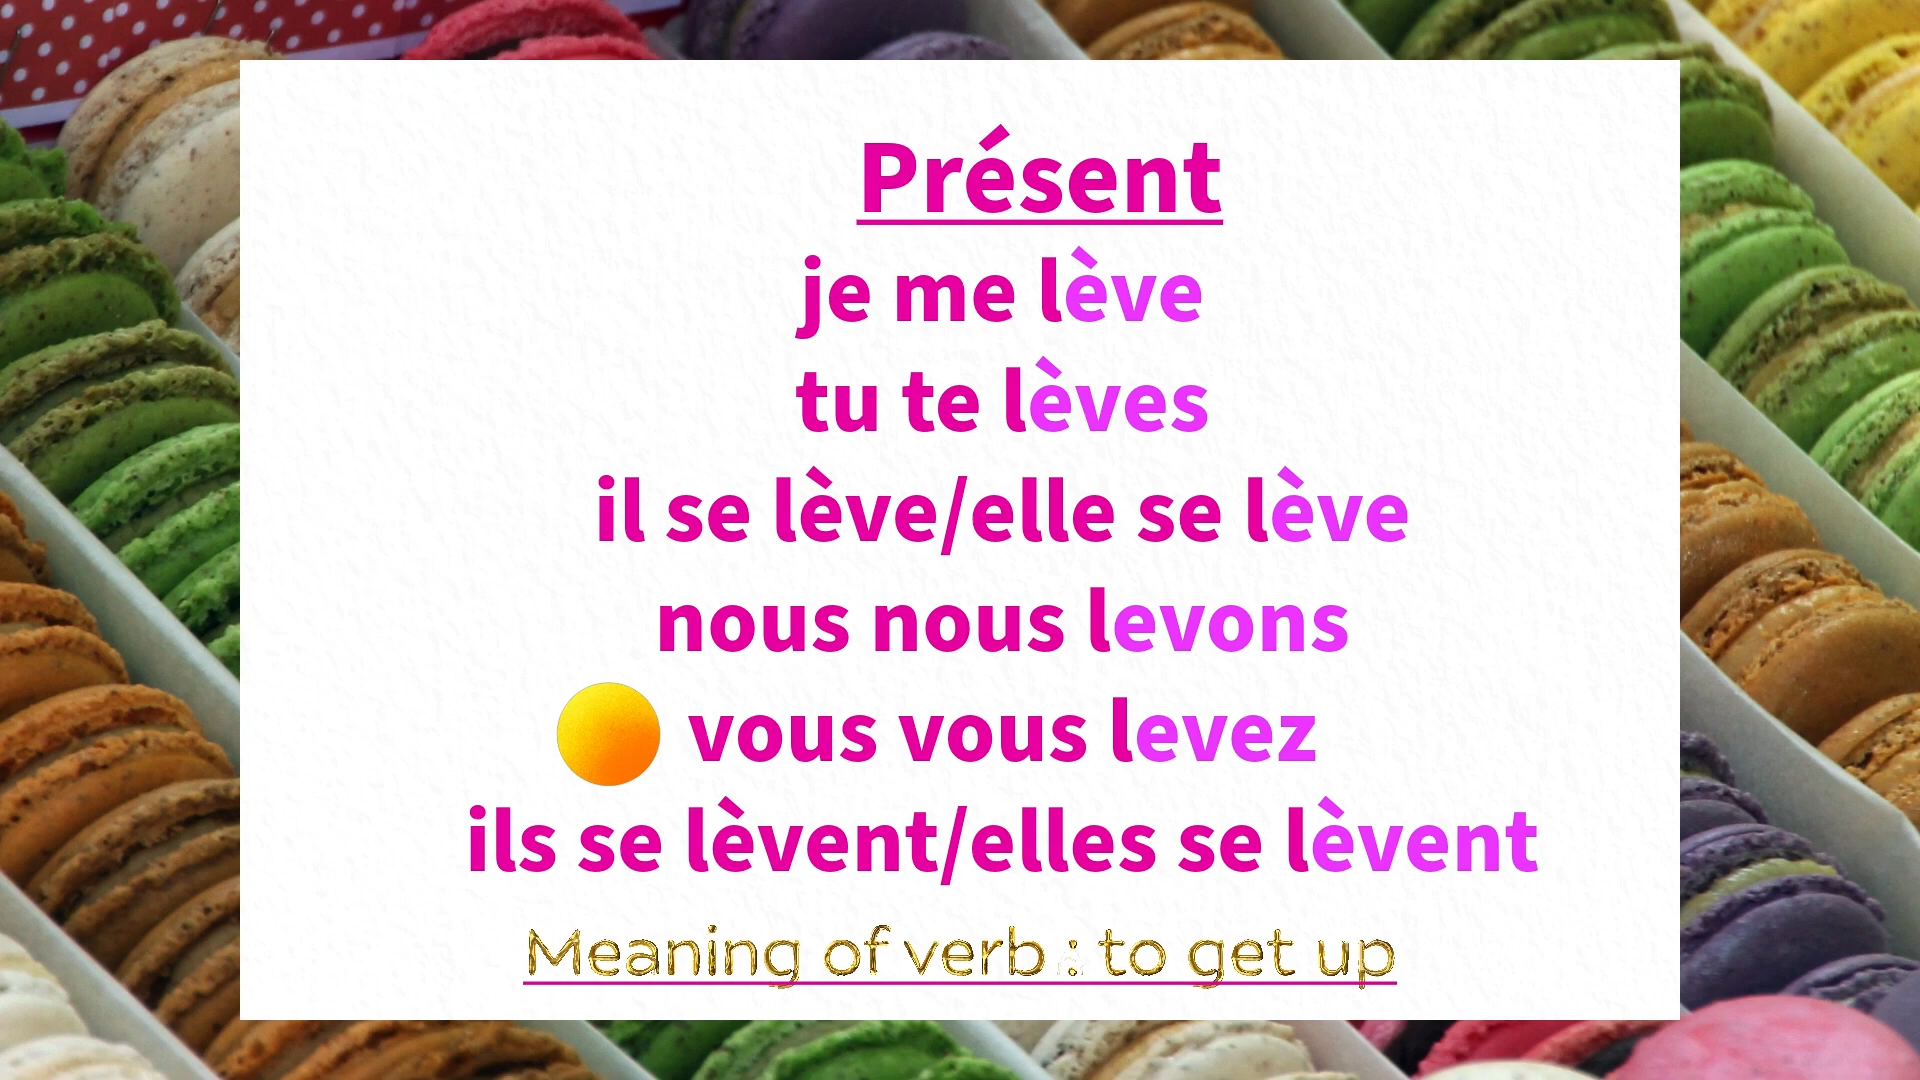 Présent
je me lève
tu te lèves
il se lève/elle se lève
nous nous levons
vous vous levez
ils se lèvent/elles se lèvent
Meaning of verb : to get up